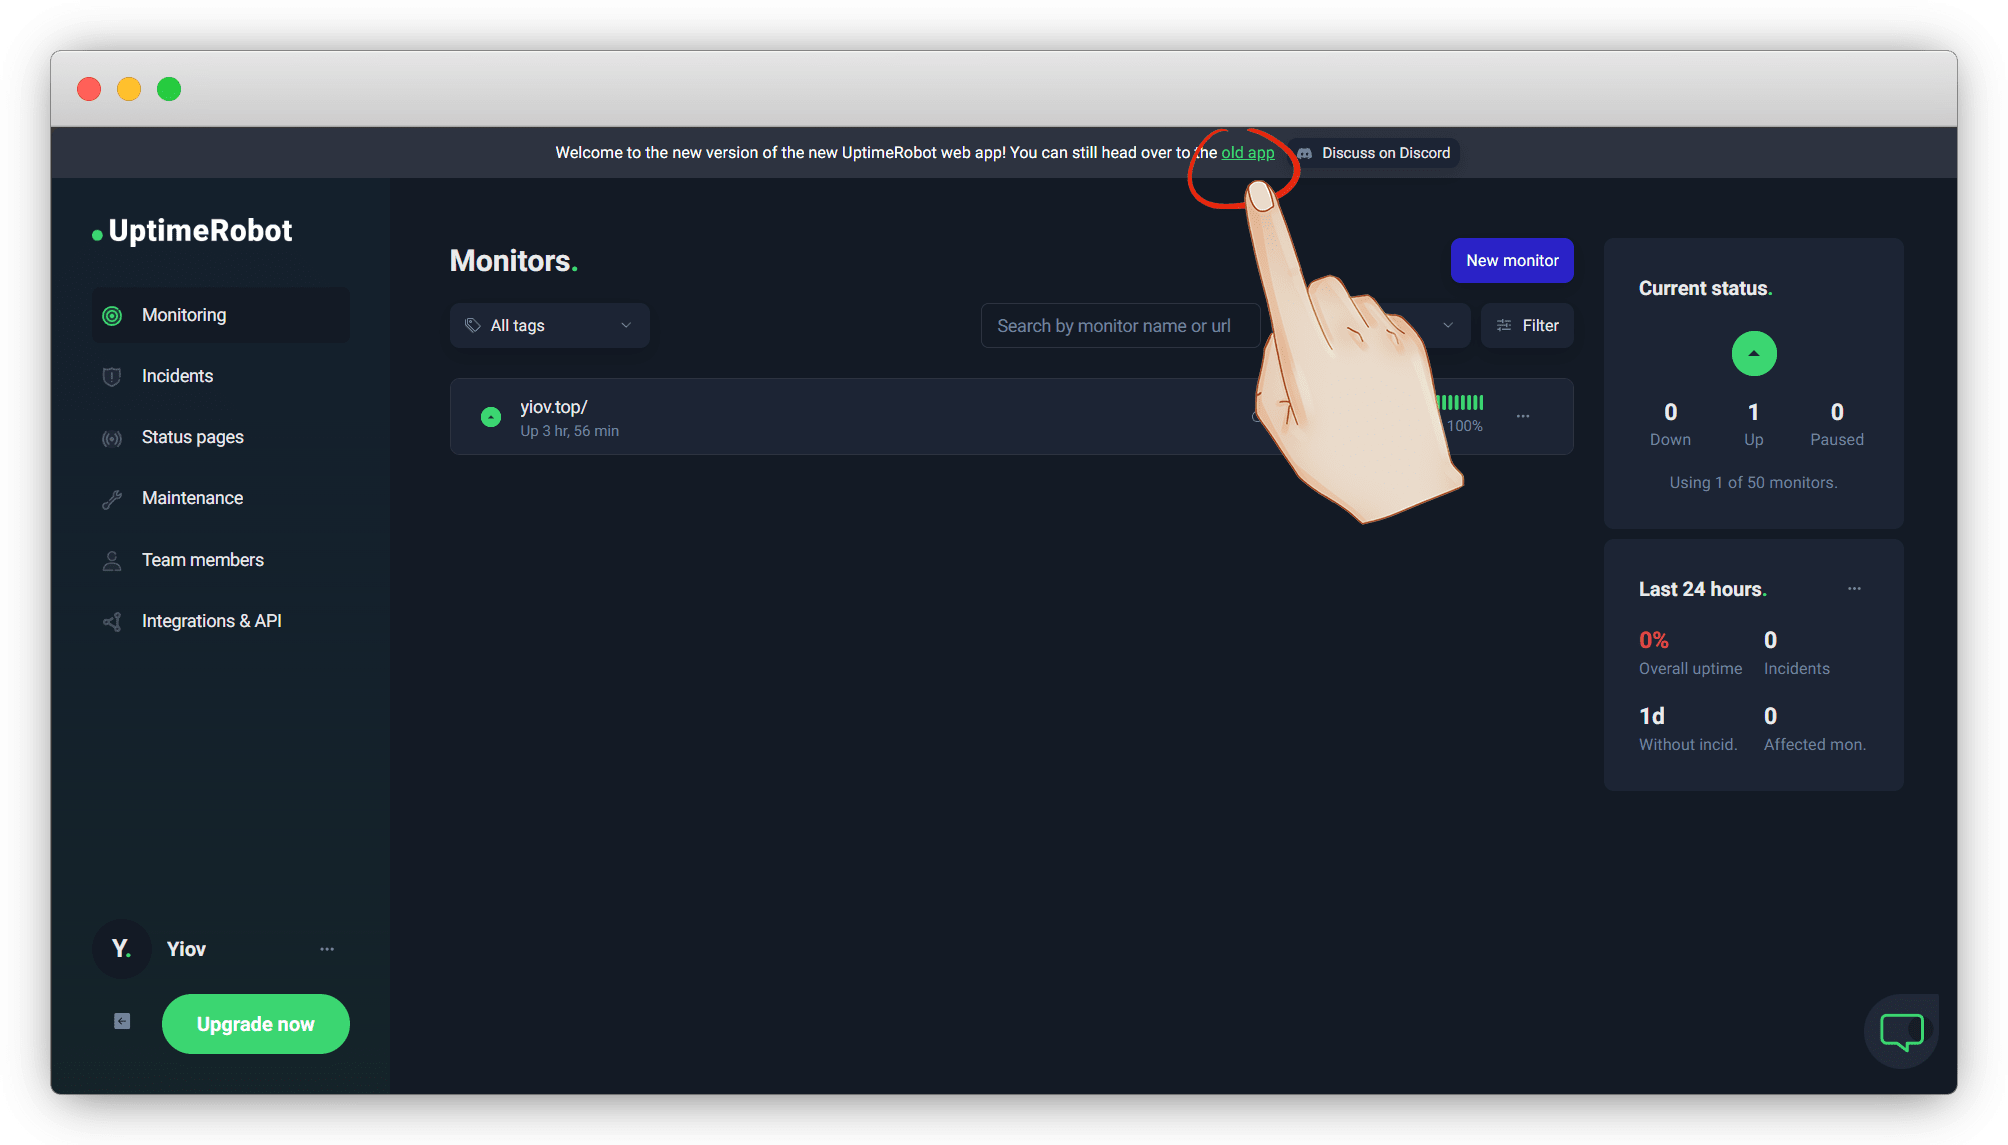 Welcome to the new version of the new UptimeRobot web app! You can still head over to the old app
Discuss on Discord
UptimeRobot
Monitoring
Incidents
Status pages
Maintenance
Team members
Integrations & API
Y.
Yiov
Upgrade now
Monitors.
New monitor
All tags
Search by monitor name or url
Filter
yiov.top/
Up 3 hr, 56 min
100%
Current status.
0 1 0
Down Up Paused
Using 1 of 50 monitors.
Last 24 hours.
0% 0
Overall uptime Incidents
1d 0
Without incid. Affected mon.